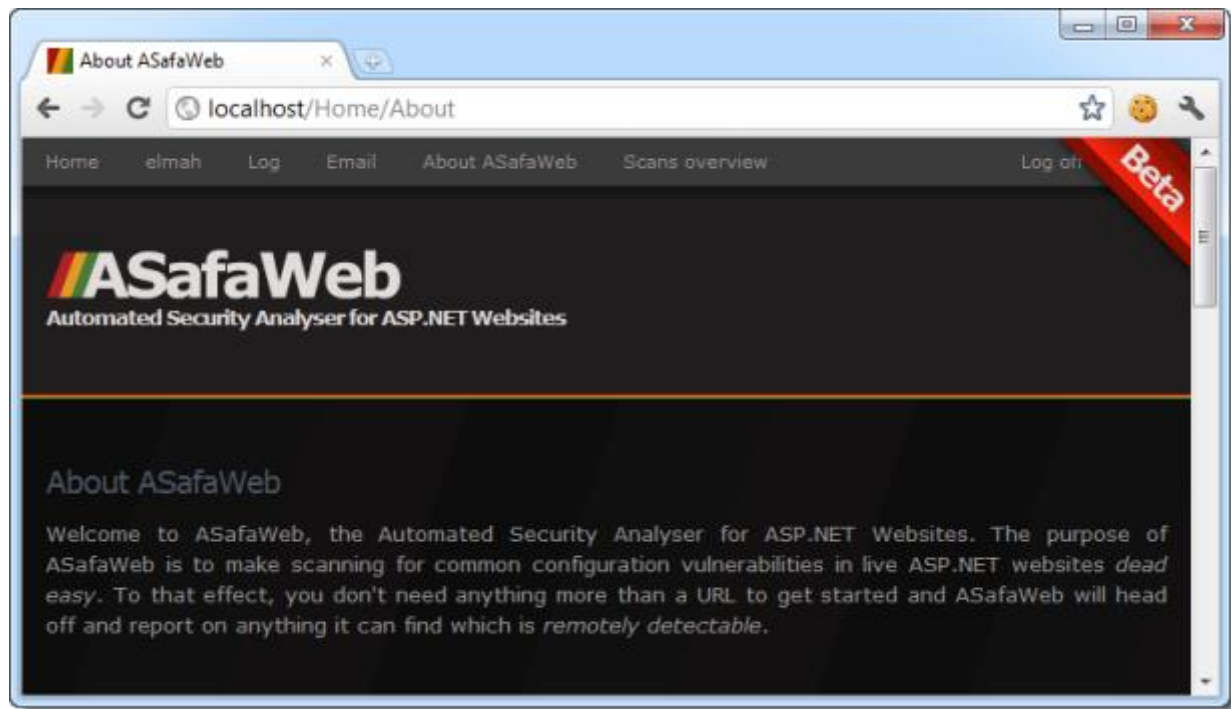 About ASafaWeb
localhost/Home/About
Home elmah Log Email About ASafaWeb Scans overview Log off
Beta
ASafaWeb
Automated Security Analyser for ASP.NET Websites
About ASafaWeb
Welcome to ASafaWeb, the Automated Security Analyser for ASP.NET Websites. The purpose of
ASafaWeb is to make scanning for common configuration vulnerabilities in live ASP.NET websites dead
easy. To that effect, you don't need anything more than a URL to get started and ASafaWeb will head
off and report on anything it can find which is remotely detectable.